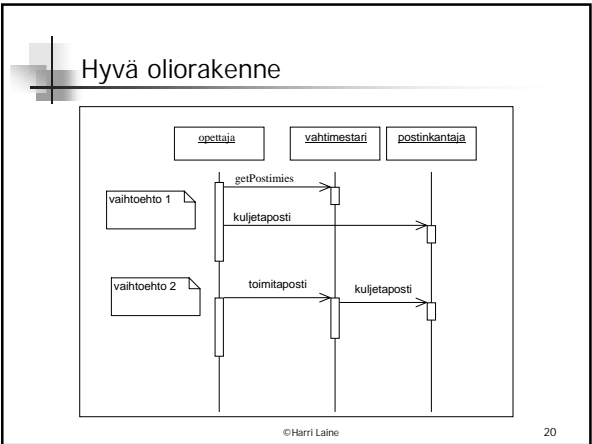 Hyvä oliorakenne
opettaja
vahtimestari
postinkantaja
getPostimies
vaihtoehto 1
kuljetaposti
vaihtoehto 2
toimitaposti
kuljetaposti
©Harri Laine
20